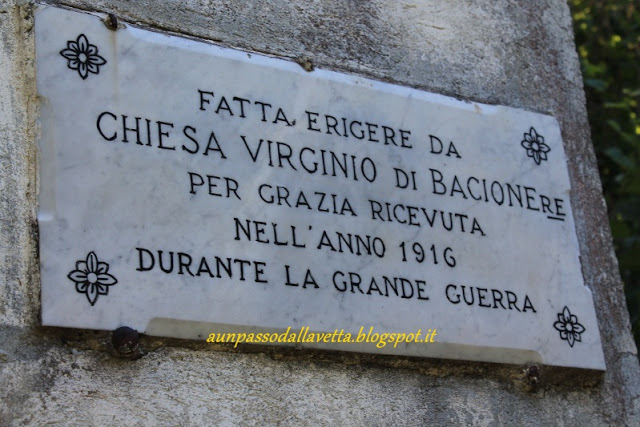 FATTA ERIGERE DA
CHIESA VIRGINIO DI BACIONERE
PER GRAZIA RICEVUTA
NELL'ANNO 1916
DURANTE LA GRANDE GUERRA
aunpassodallavetta.blogspot.it